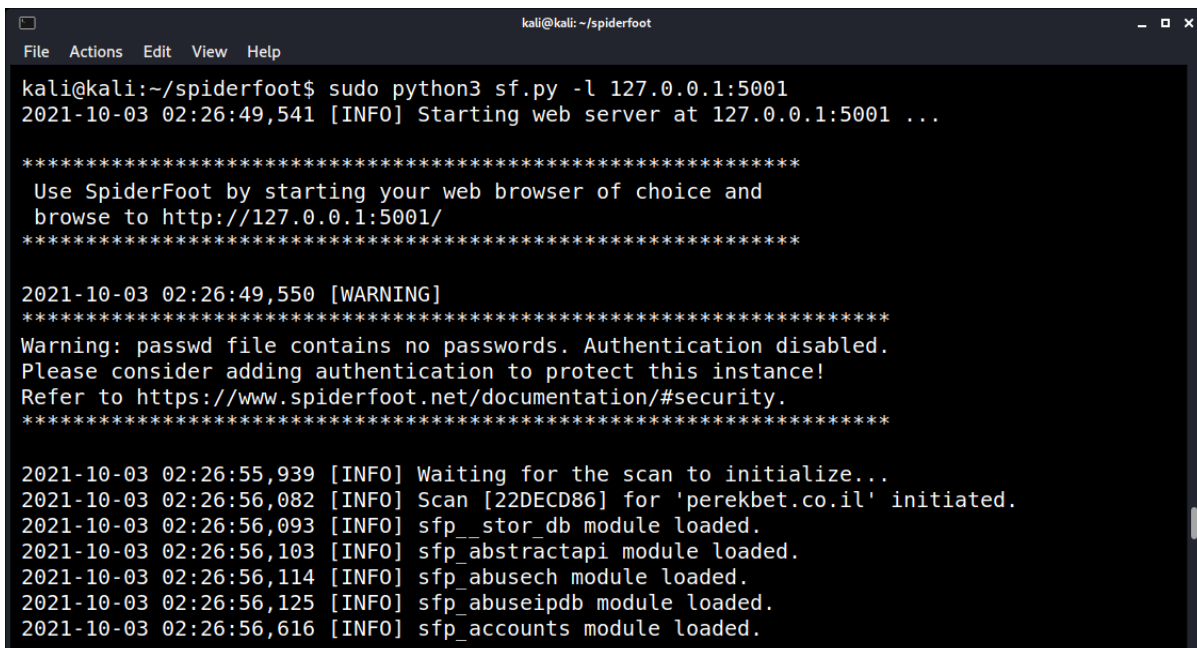 kali@kali: ~/spiderfoot
File Actions Edit View Help
kali@kali:~/spiderfoot$ sudo python3 sf.py -l 127.0.0.1:5001
2021-10-03 02:26:49,541 [INFO] Starting web server at 127.0.0.1:5001 ...
*************************************************************
Use SpiderFoot by starting your web browser of choice and
browse to http://127.0.0.1:5001/
*************************************************************
2021-10-03 02:26:49,550 [WARNING]
********************************************************************
Warning: passwd file contains no passwords. Authentication disabled.
Please consider adding authentication to protect this instance!
Refer to https://www.spiderfoot.net/documentation/#security.
********************************************************************
2021-10-03 02:26:55,939 [INFO] Waiting for the scan to initialize...
2021-10-03 02:26:56,082 [INFO] Scan [22DECD86] for 'perekbet.co.il' initiated.
2021-10-03 02:26:56,093 [INFO] sfp__stor_db module loaded.
2021-10-03 02:26:56,103 [INFO] sfp_abstractapi module loaded.
2021-10-03 02:26:56,114 [INFO] sfp_abusech module loaded.
2021-10-03 02:26:56,125 [INFO] sfp_abuseipdb module loaded.
2021-10-03 02:26:56,616 [INFO] sfp_accounts module loaded.